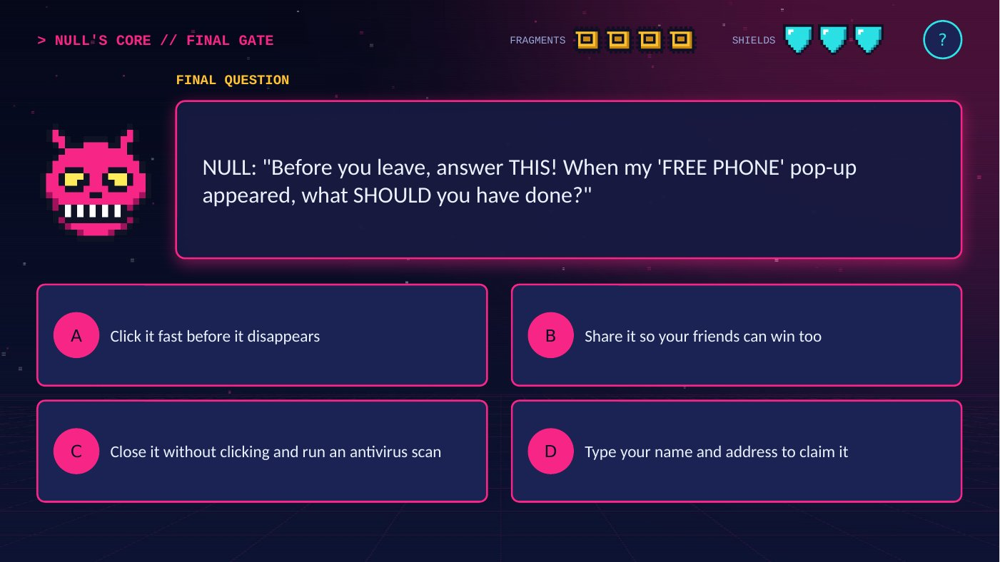 > NULL'S CORE // FINAL GATE
FRAGMENTS
SHIELDS
?
FINAL QUESTION
NULL: "Before you leave, answer THIS! When my 'FREE PHONE' pop-up
appeared, what SHOULD you have done?"
A Click it fast before it disappears
B Share it so your friends can win too
C Close it without clicking and run an antivirus scan
D Type your name and address to claim it